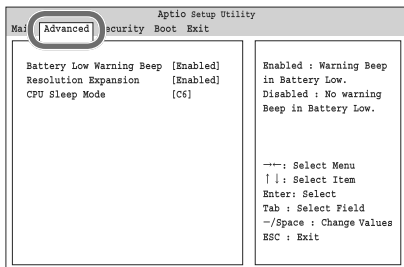 Aptio Setup Utility
Mai Advanced ecurity Boot Exit
Battery Low Warning Beep [Enabled]
Resolution Expansion [Enabled]
CPU Sleep Mode [C6]
Enabled : Warning Beep
in Battery Low.
Disabled : No warning
Beep in Battery Low.
→←: Select Menu
↑↓: Select Item
Enter: Select
Tab : Select Field
−/Space : Change Values
ESC : Exit